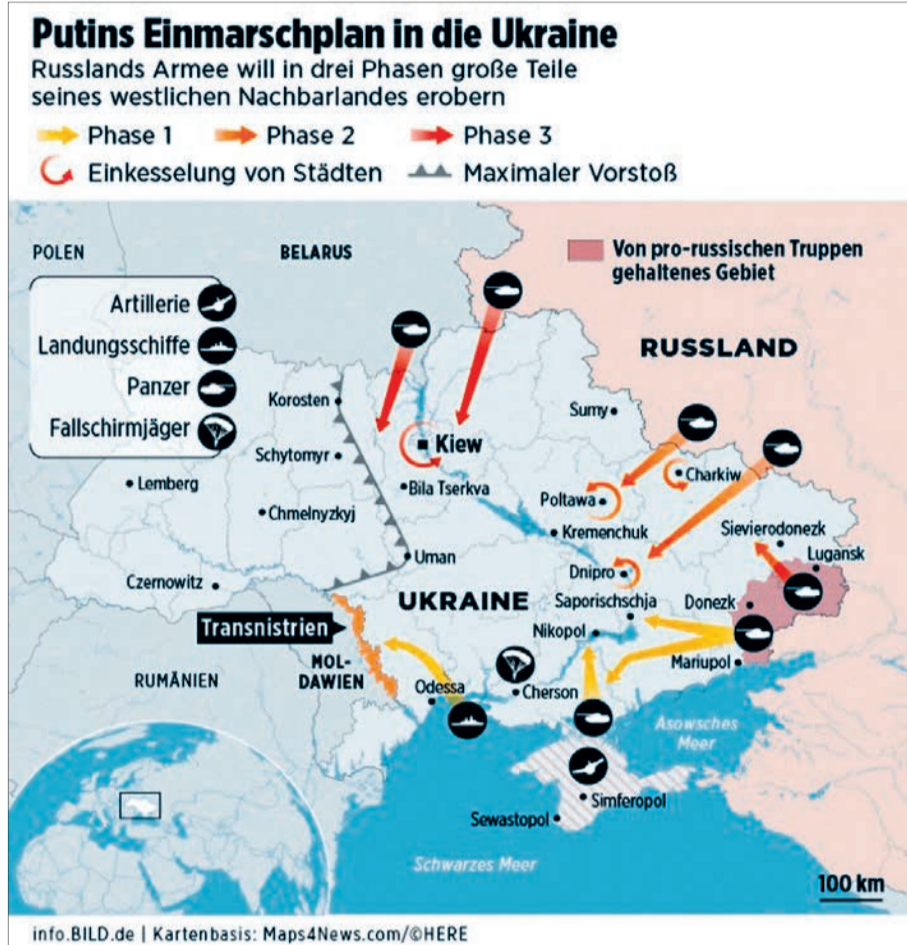 Putins Einmarschplan in die Ukraine
Russlands Armee will in drei Phasen große Teile
seines westlichen Nachbarlandes erobern
Phase 1 Phase 2 Phase 3
Einkesselung von Städten Maximaler Vorstoß
POLEN
BELARUS
Von pro-russischen Truppen
gehaltenes Gebiet
Artillerie
Landungsschiffe
Panzer
Fallschirmjäger
RUSSLAND
Korosten
Sumy
Kiew
Schytomyr
Charkiw
Lemberg
Bila Tserkva
Poltawa
Chmelnyzkyj
Kremenchuk
Sievierodonezk
Uman
Lugansk
Czernowitz
Dnipro
UKRAINE
Saporischschja
Donezk
Transnistrien
Nikopol
MOL-
DAWIEN
Mariupol
RUMÄNIEN
Odessa
Cherson
Asowsches
Meer
Simferopol
Sewastopol
Schwarzes Meer
100 km
info.BILD.de | Kartenbasis: Maps4News.com/©HERE